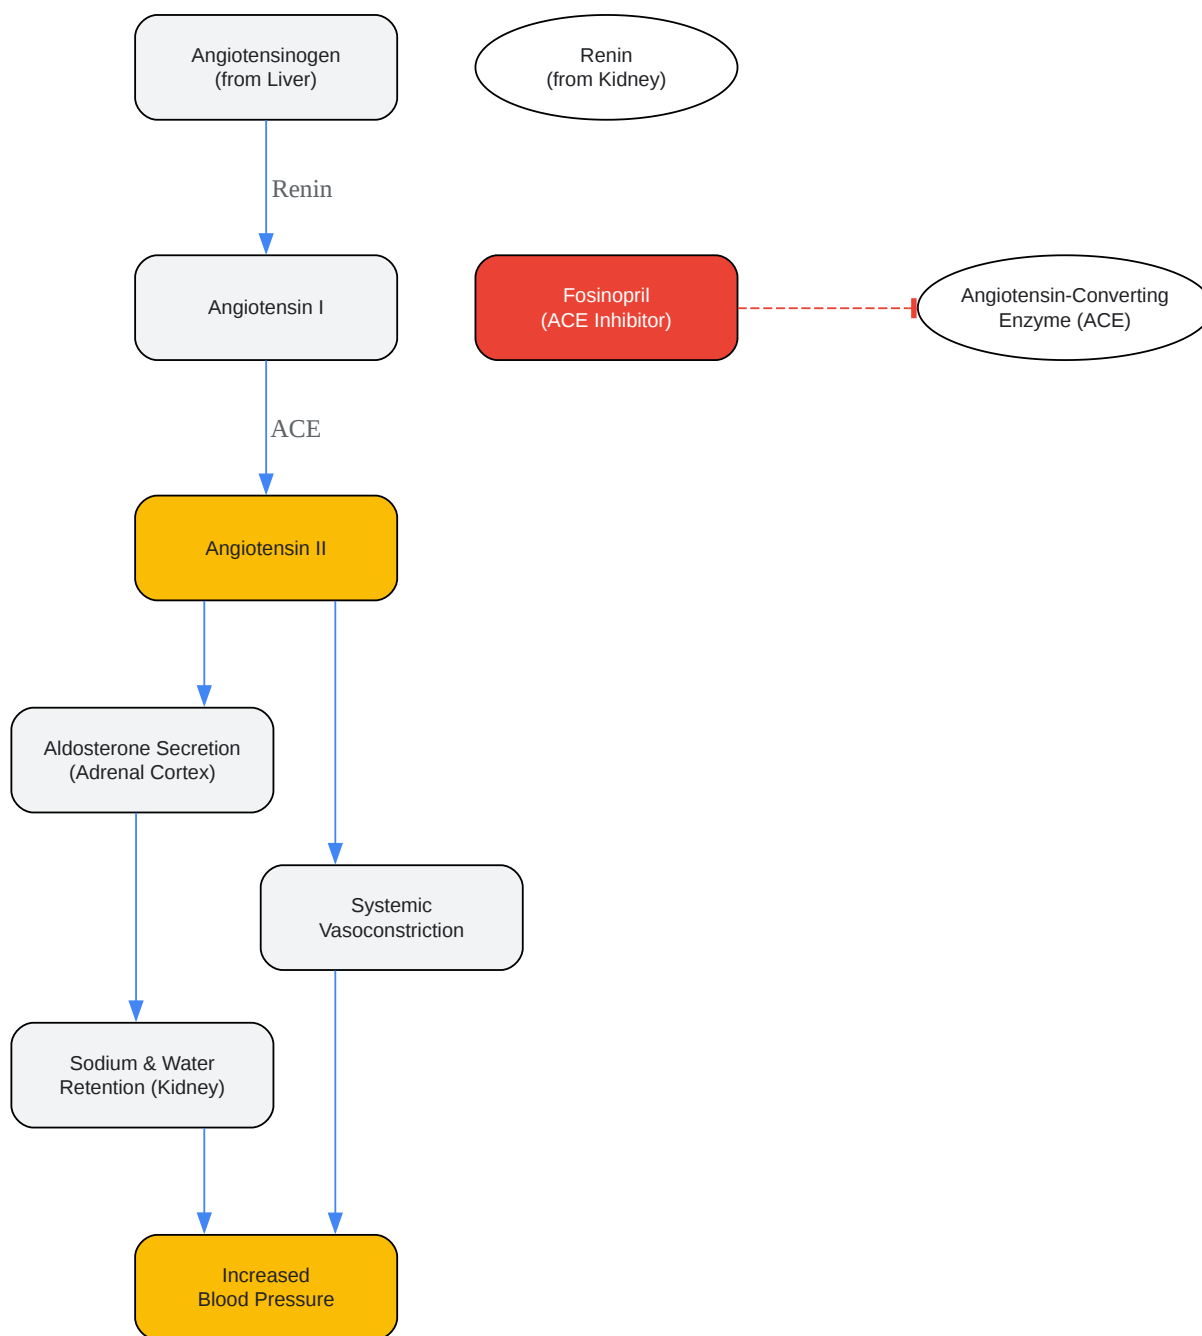 Angiotensinogen
(from Liver)
Renin
(from Kidney)
Renin
Angiotensin I
Fosinopril
(ACE Inhibitor)
Angiotensin-Converting
Enzyme (ACE)
ACE
Angiotensin II
Aldosterone Secretion
(Adrenal Cortex)
Systemic
Vasoconstriction
Sodium & Water
Retention (Kidney)
Increased
Blood Pressure